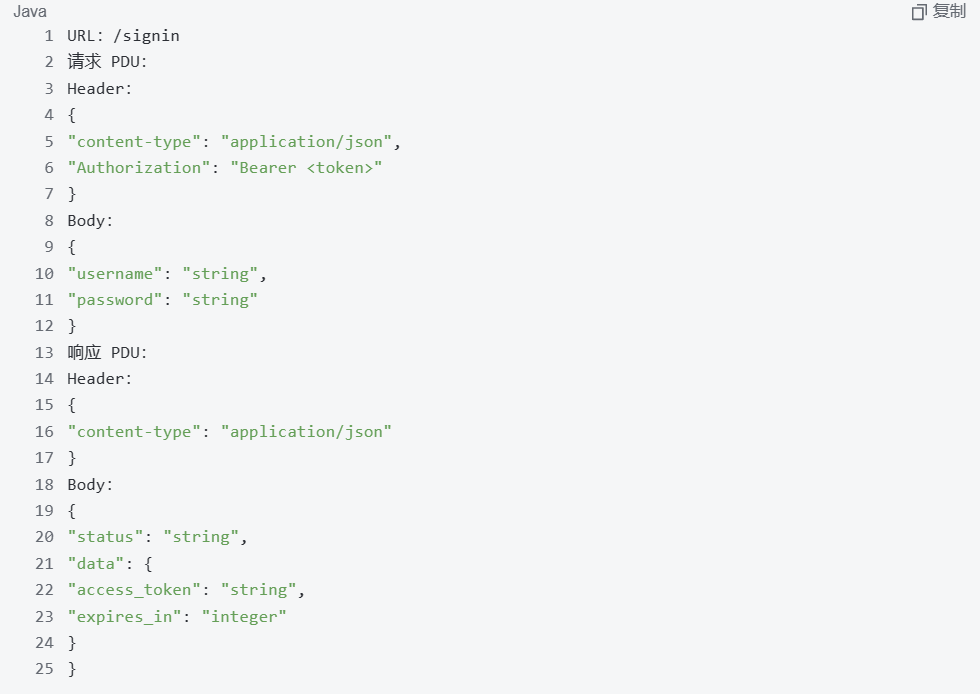 Java
复制
1 URL: /signin
2 请求 PDU:
3 Header:
4 {
5 "content-type": "application/json",
6 "Authorization": "Bearer <token>"
7 }
8 Body:
9 {
10 "username": "string",
11 "password": "string"
12 }
13 响应 PDU:
14 Header:
15 {
16 "content-type": "application/json"
17 }
18 Body:
19 {
20 "status": "string",
21 "data": {
22 "access_token": "string",
23 "expires_in": "integer"
24 }
25 }